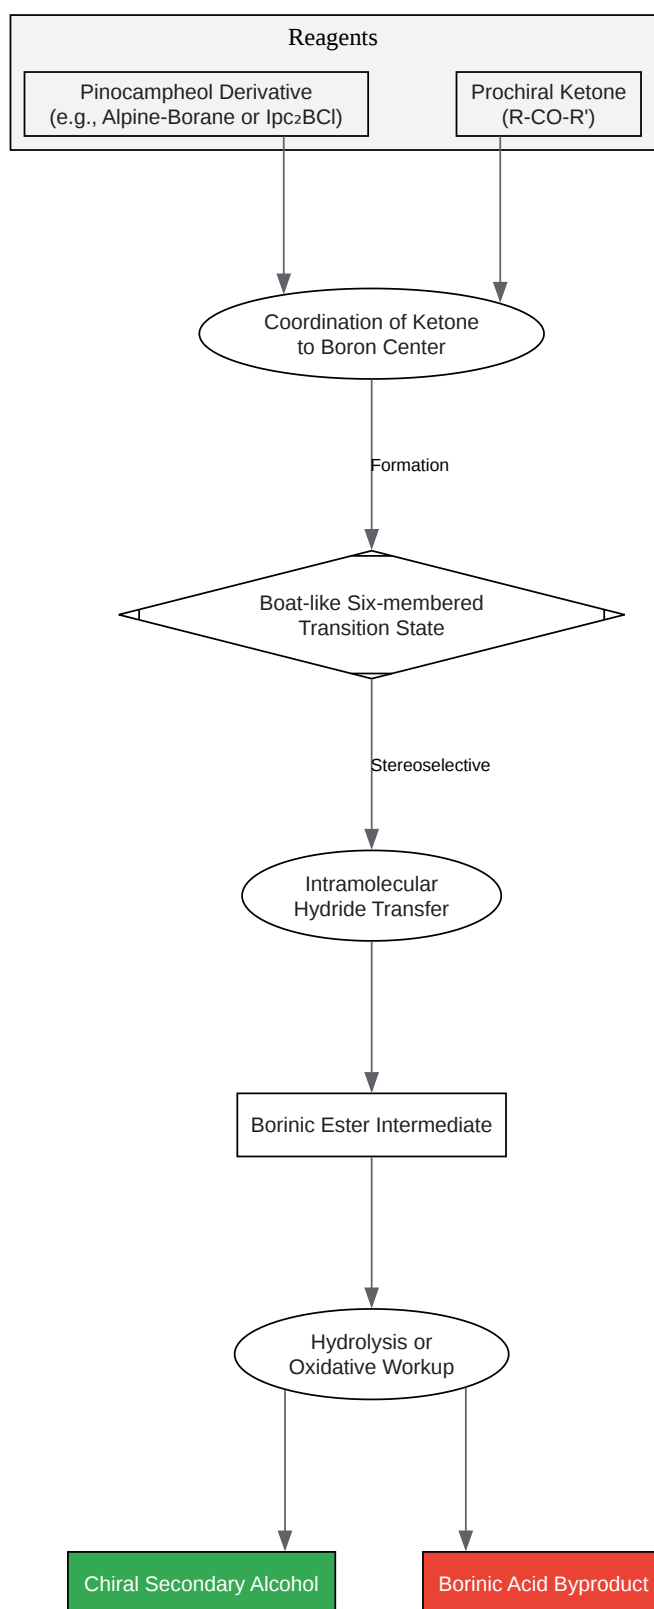 Reagents
Pinocampheol Derivative
(e.g., Alpine-Borane or Ipc₂BCl)
Prochiral Ketone
(R-CO-R')
Coordination of Ketone
to Boron Center
Formation
Boat-like Six-membered
Transition State
Stereoselective
Intramolecular
Hydride Transfer
Borinic Ester Intermediate
Hydrolysis or
Oxidative Workup
Chiral Secondary Alcohol
Borinic Acid Byproduct